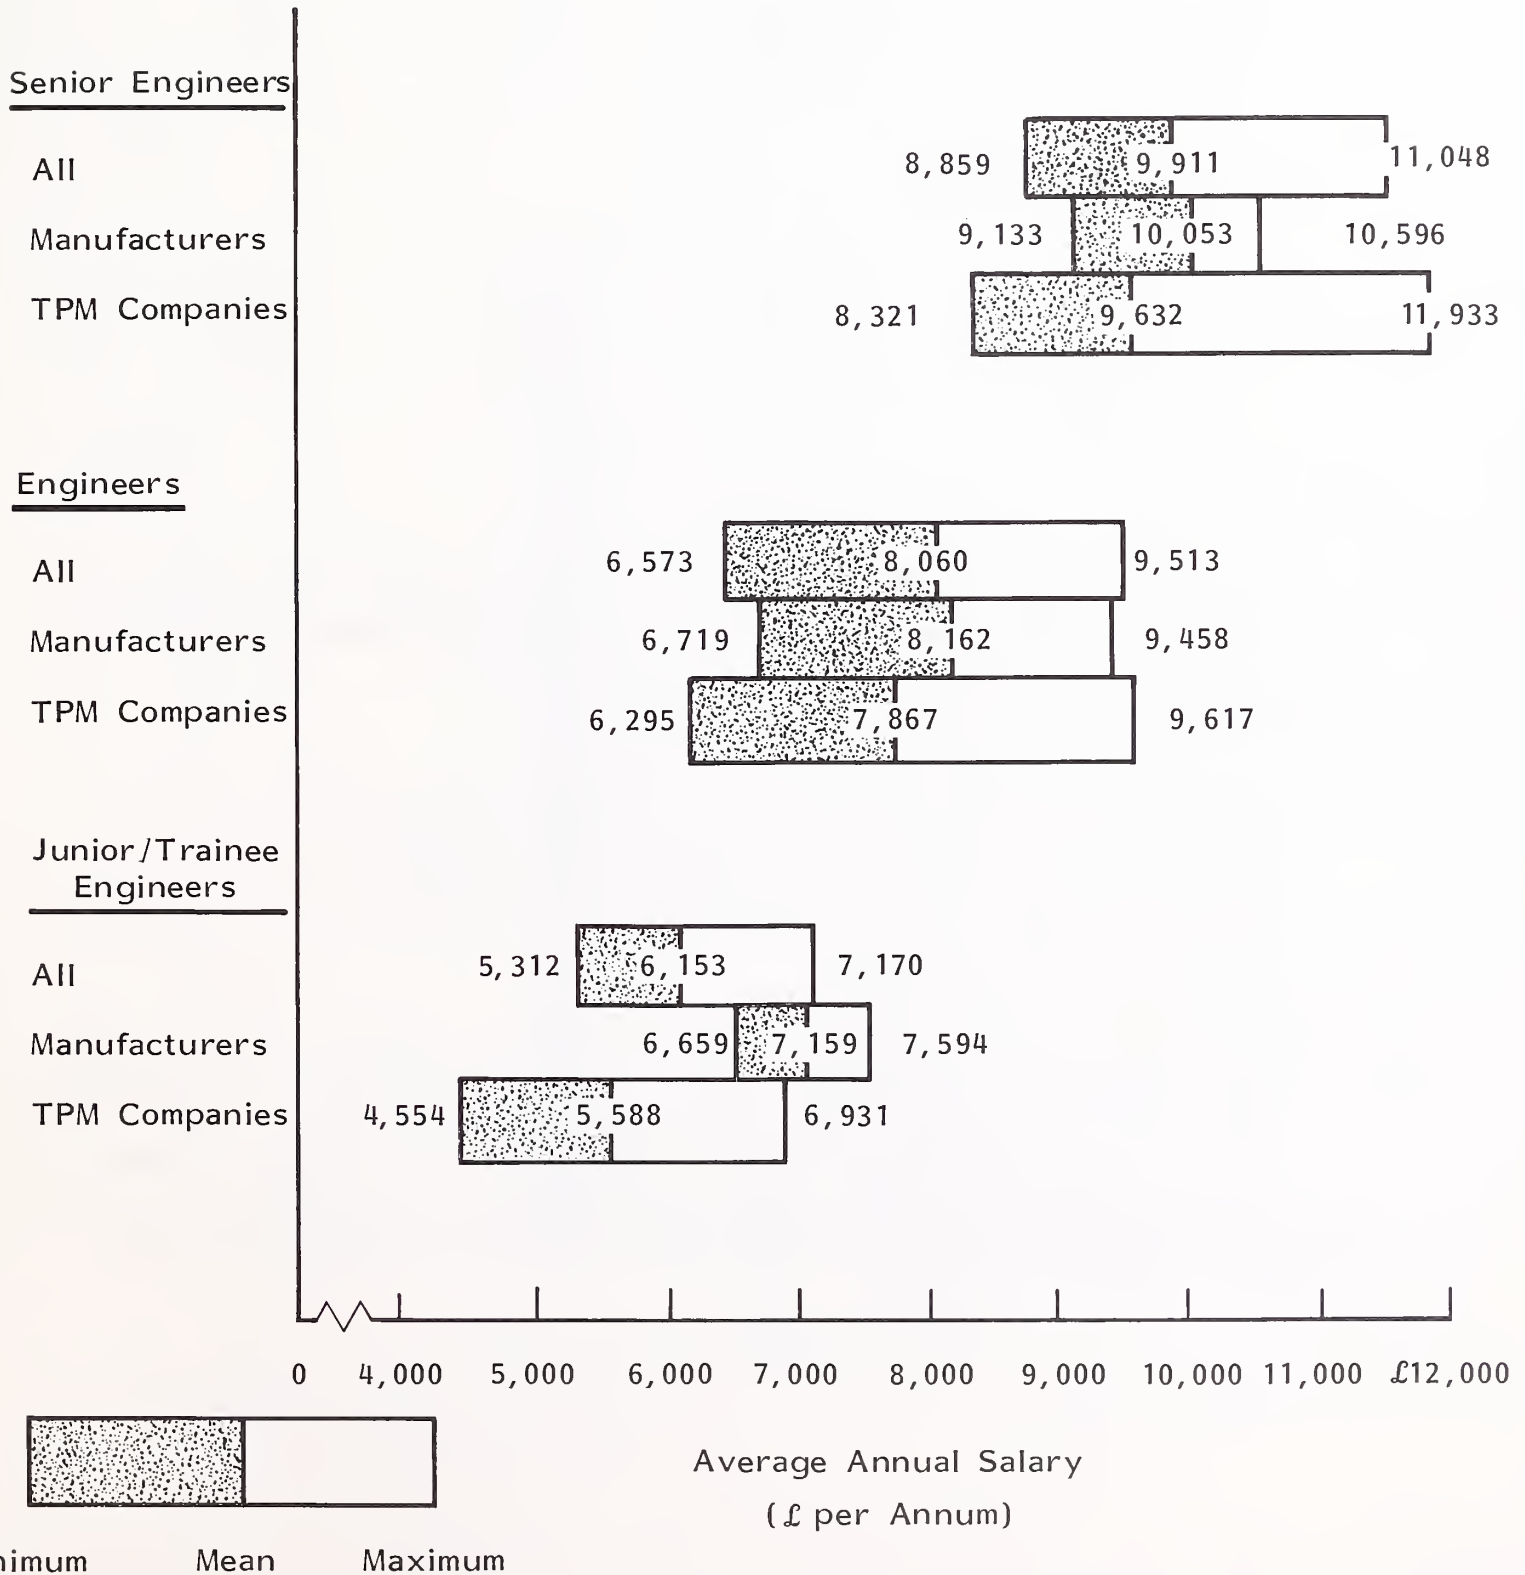 Senior Engineers
All 8,859 9,911 11,048
Manufacturers 9,133 10,053 10,596
TPM Companies 8,321 9,632 11,933
Engineers
All 6,573 8,060 9,513
Manufacturers 6,719 8,162 9,458
TPM Companies 6,295 7,867 9,617
Junior/Trainee
Engineers
All 5,312 6,153 7,170
Manufacturers 6,659 7,159 7,594
TPM Companies 4,554 5,588 6,931
0 4,000 5,000 6,000 7,000 8,000 9,000 10,000 11,000 £12,000
Average Annual Salary
(£ per Annum)
Mean Maximum